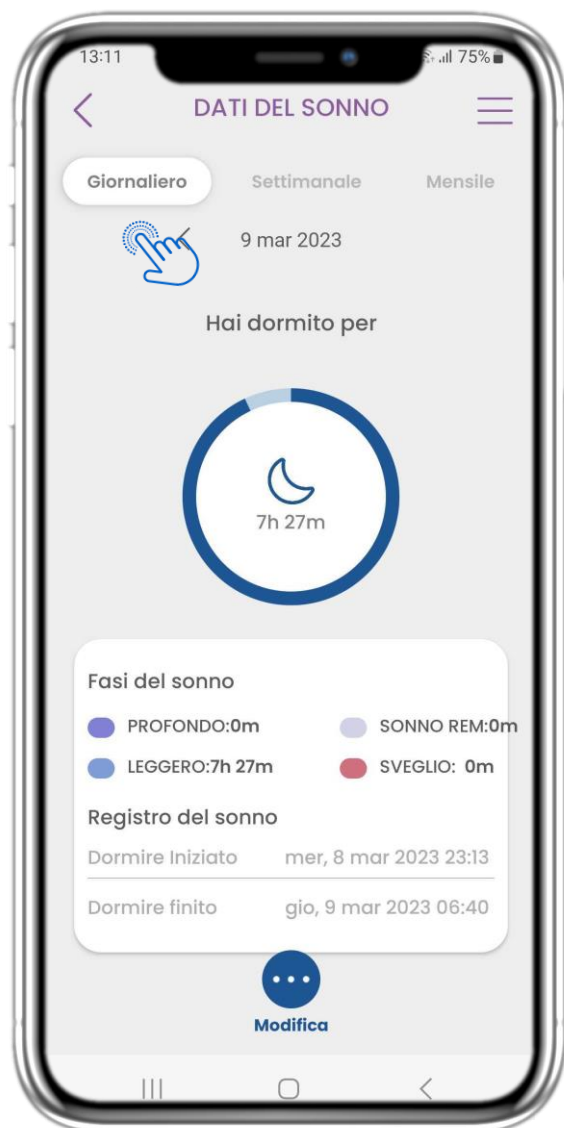 13:11 75%
DATI DEL SONNO
Giornaliero Settimanale Mensile
9 mar 2023
Hai dormito per
7h 27m
Fasi del sonno
PROFONDO:0m SONNO REM:0m
LEGGERO:7h 27m SVEGLIO: 0m
Registro del sonno
Dormire Iniziato mer, 8 mar 2023 23:13
Dormire finito gio, 9 mar 2023 06:40
Modifica